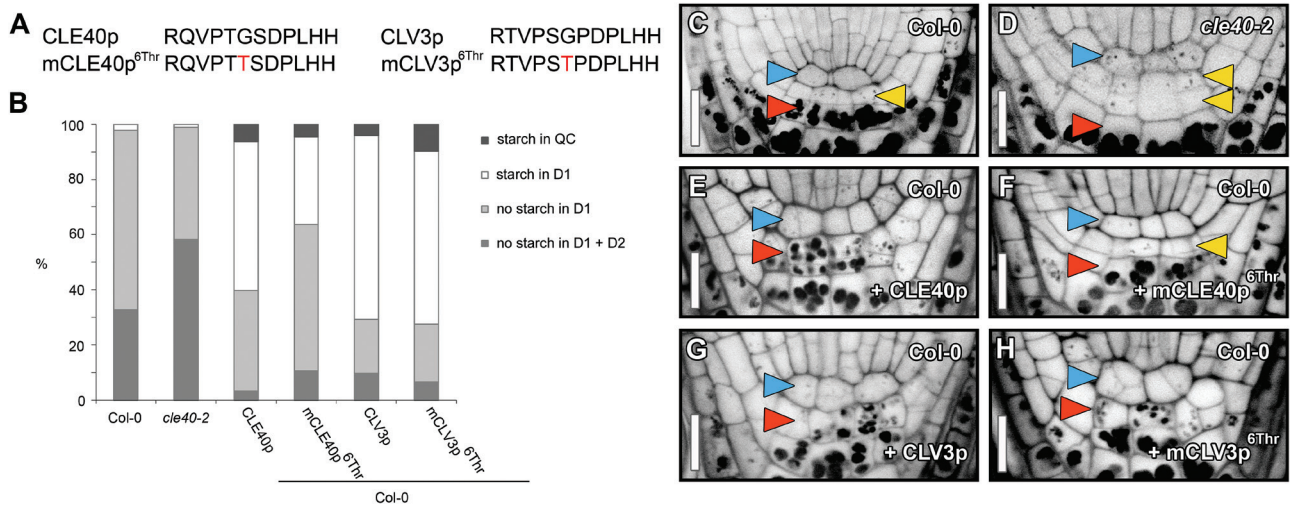 A
CLE40p RQVPTGSDPLHH
mCLE40p6Thr RQVPTTSDPLHH
CLV3p RTVPSGPDPLHH
mCLV3p6Thr RTVPSTPDPLHH
B
100
80
60
40
20
0
%
starch in QC
starch in D1
no starch in D1
no starch in D1 + D2
Col-0
cle40-2
CLE40p
mCLE40p6Thr
CLV3p
mCLV3p6Thr
Col-0
C Col-0
D cle40-2
E Col-0
+ CLE40p
F Col-0
+ mCLE40p6Thr
G Col-0
+ CLV3p
H Col-0
+ mCLV3p6Thr